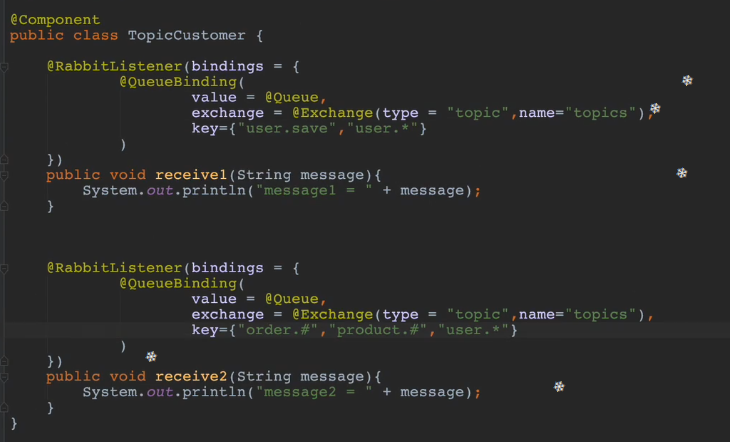 @Component
public class TopicCustomer {
@RabbitListener(bindings = {
@QueueBinding(
value = @Queue,
exchange = @Exchange(type = "topic",name="topics"),
key={"user.save","user.*"}
)
})
public void receive1(String message){
System.out.println("message1 = " + message);
}
@RabbitListener(bindings = {
@QueueBinding(
value = @Queue,
exchange = @Exchange(type = "topic",name="topics"),
key={"order.#","product.#","user.*"}
)
})
public void receive2(String message){
System.out.println("message2 = " + message);
}
}